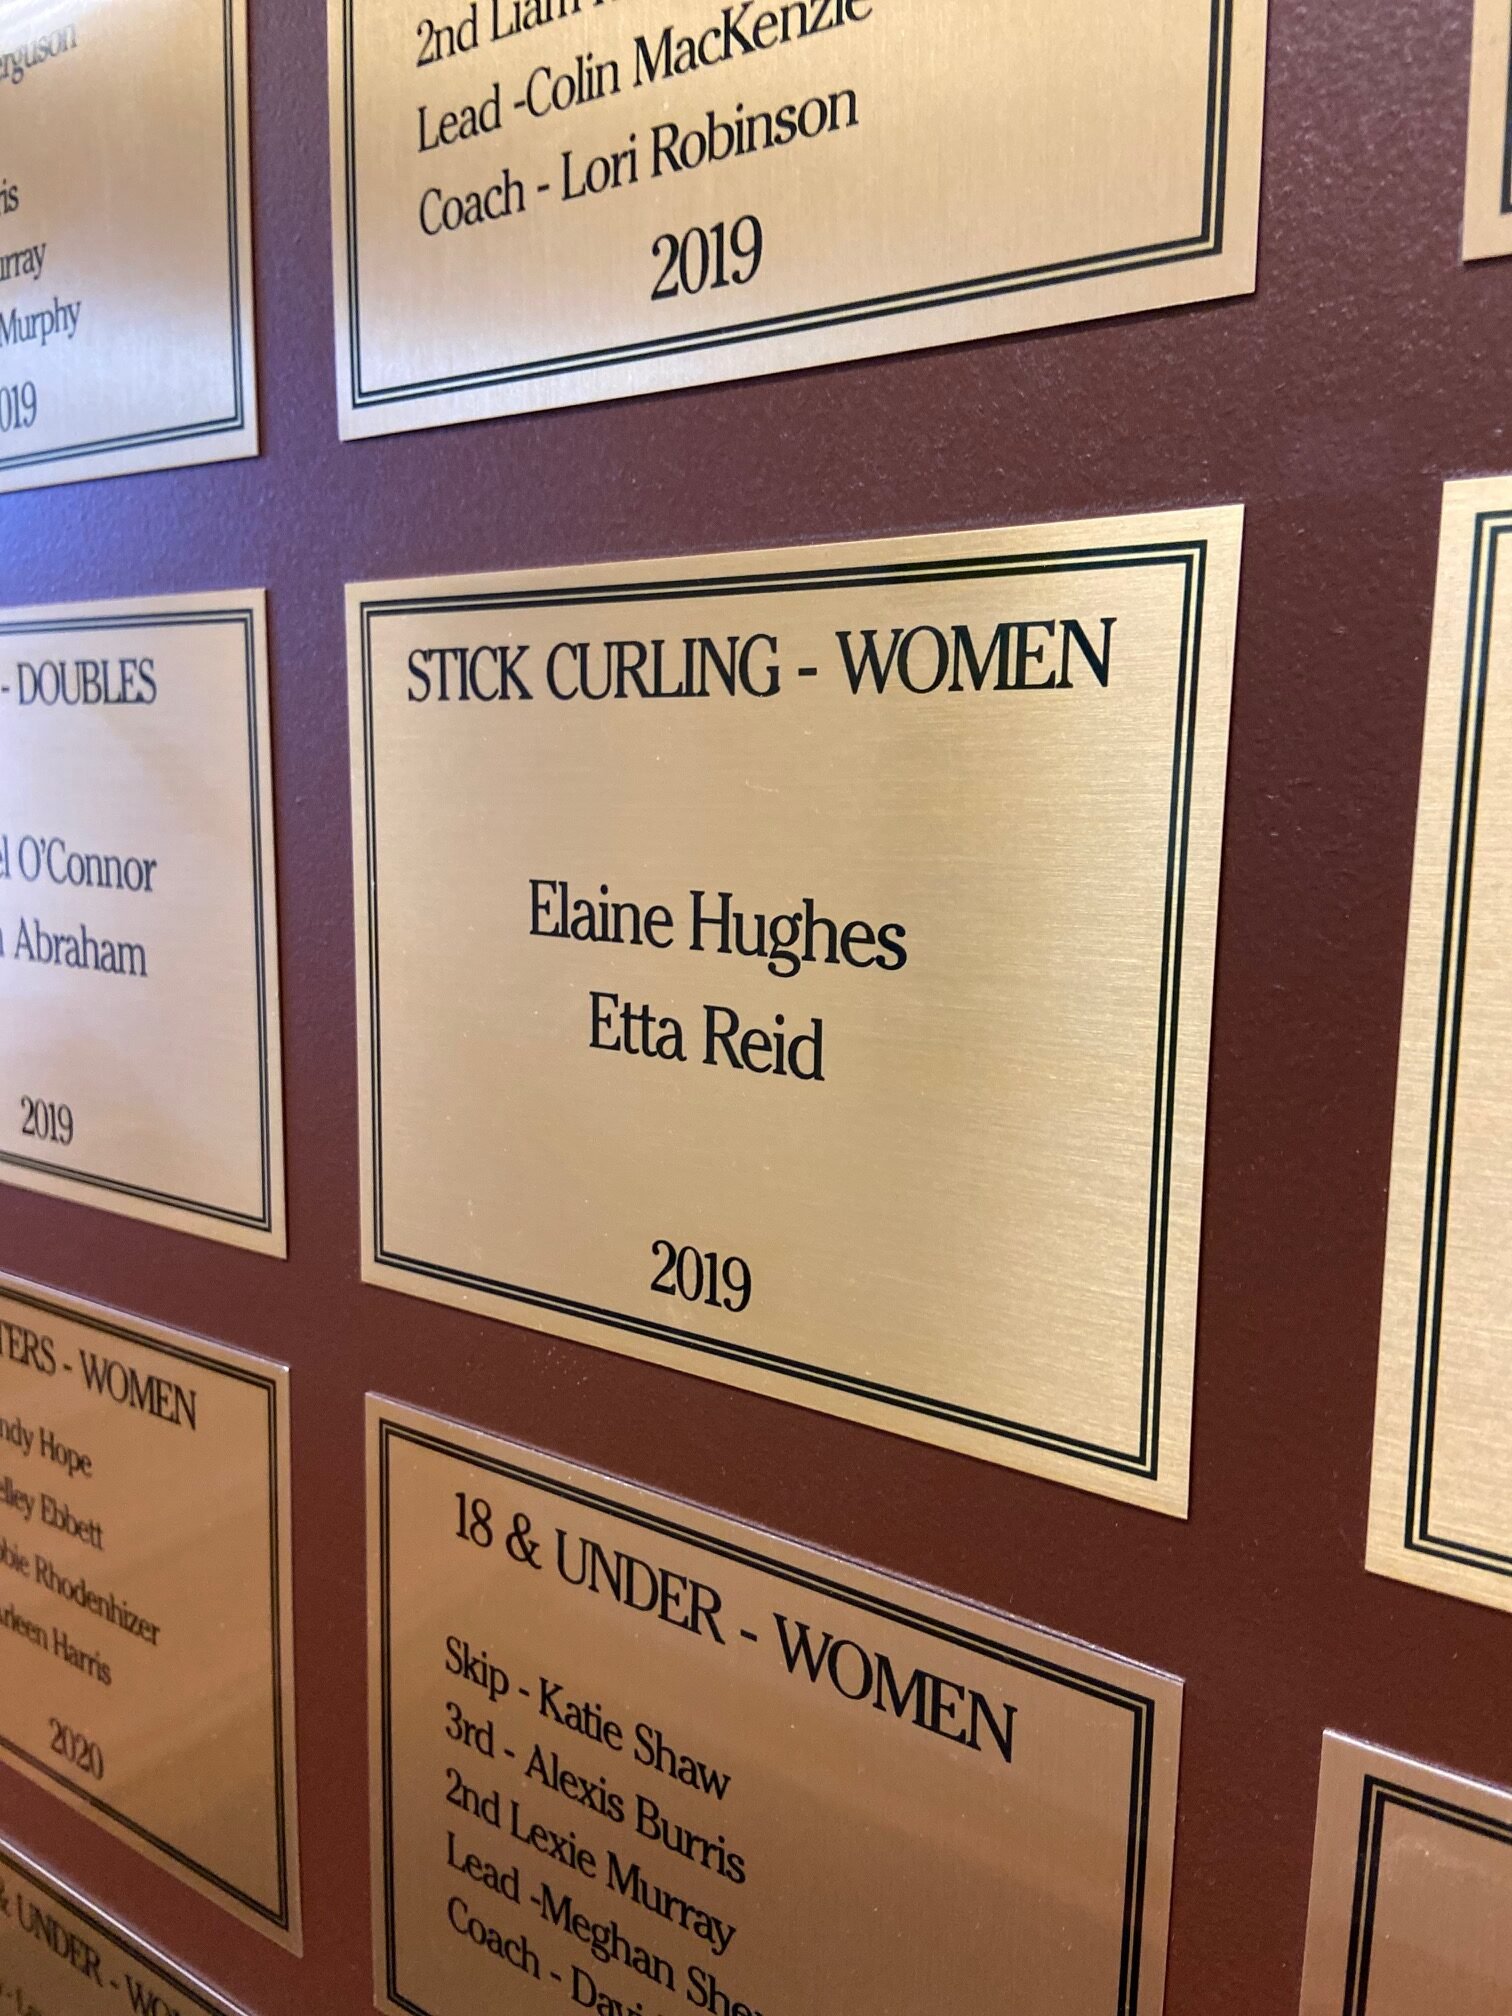 2nd Liam
Lead -Colin MacKenzie
Coach - Lori Robinson
2019
Murphy
- DOUBLES
O'Connor
Abraham
2019
STICK CURLING - WOMEN
Elaine Hughes
Etta Reid
2019
- WOMEN
Hope
Ebbett
Rhodenhizer
Harris
2020
18 & UNDER - WOMEN
Skip - Katie Shaw
3rd - Alexis Burris
2nd Lexie Murray
Lead -Meghan
Coach -
& UNDER -